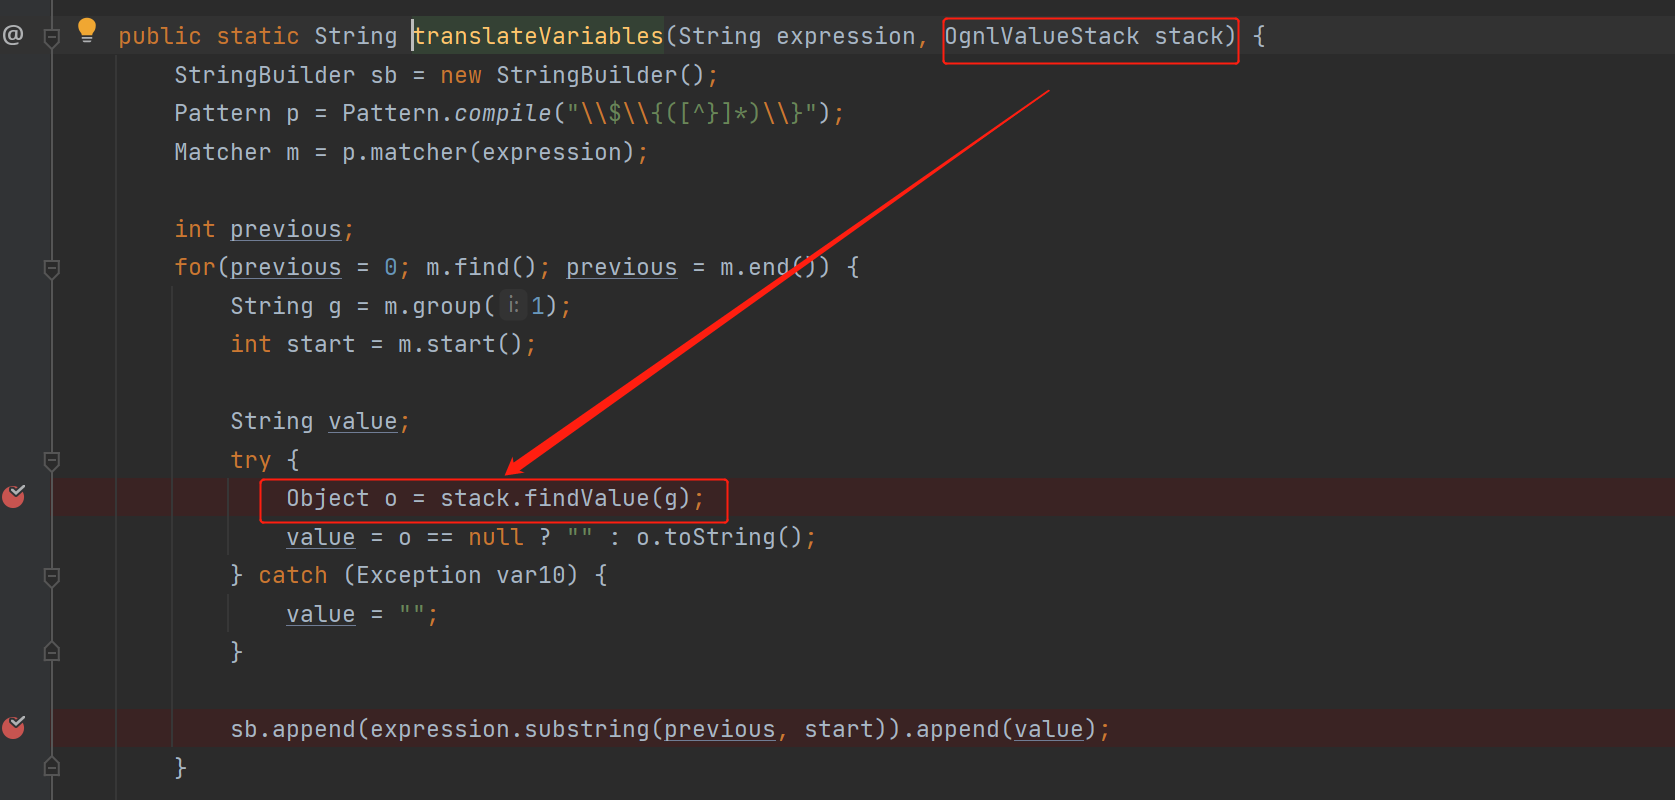 @ public static String translateVariables(String expression, OgnlValueStack stack) {
StringBuilder sb = new StringBuilder();
Pattern p = Pattern.compile("\\$\\{([^}]*)\\}");
Matcher m = p.matcher(expression);
int previous;
for(previous = 0; m.find(); previous = m.end()) {
String g = m.group( i: 1);
int start = m.start();
String value;
try {
Object o = stack.findValue(g);
value = o == null ? "" : o.toString();
} catch (Exception var10) {
value = "";
}
sb.append(expression.substring(previous, start)).append(value);
}